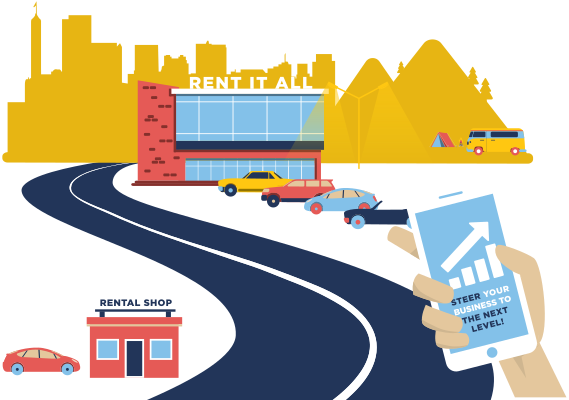 RENT IT ALL
RENTAL SHOP
STEER YOUR
BUSINESS TO
THE NEXT
LEVEL!